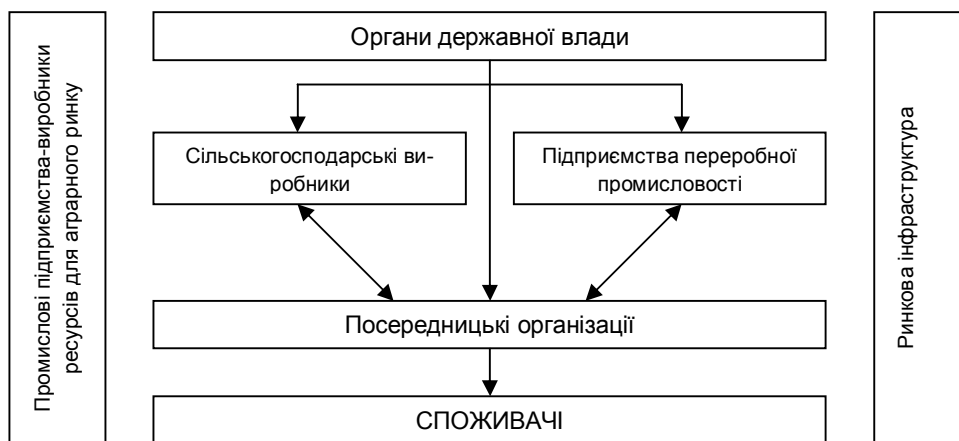 Промислові підприємства-виробники
ресурсів для аграрного ринку
Органи державної влади
Сільськогосподарські ви-
робники
Підприємства переробної
промисловості
Посередницькі організації
СПОЖИВАЧІ
Ринкова інфраструктура